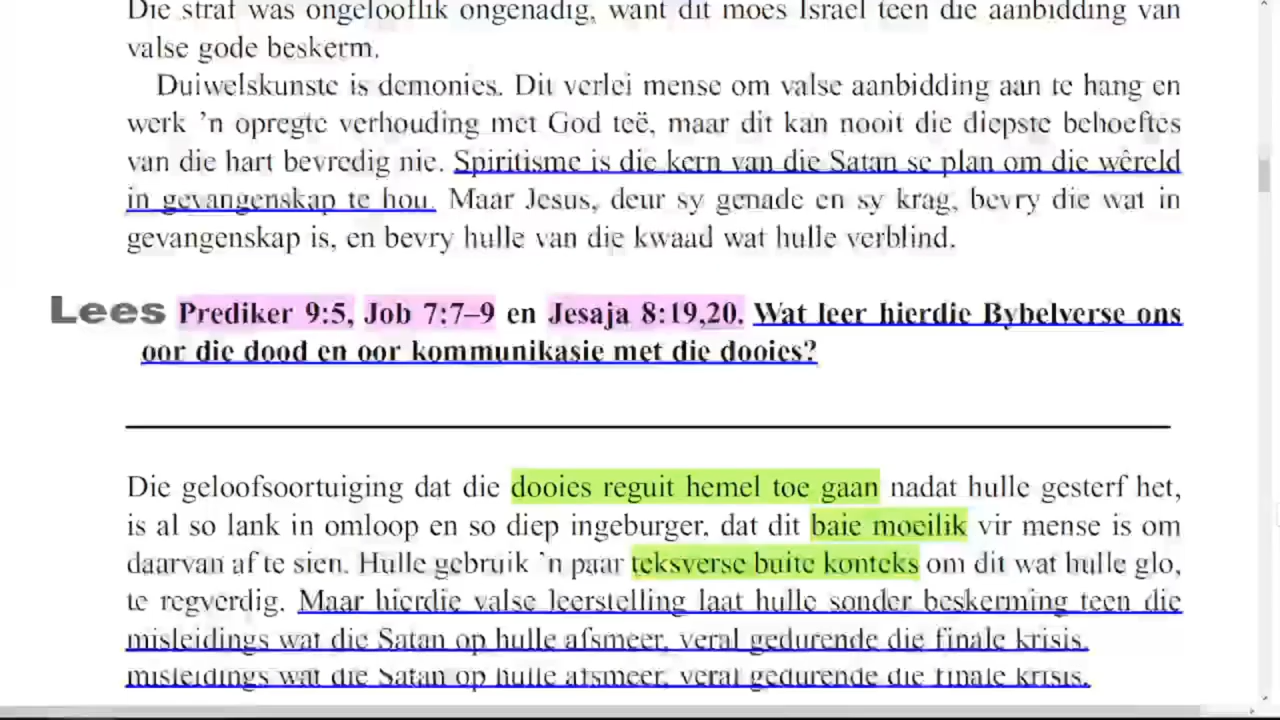 Die straf was ongelooflik ongenadig, want dit moes Israel teen die aanbidding van
valse gode beskerm.
Duiwelskunste is demonies. Dit verlei mense om valse aanbidding aan te hang en
werk 'n opregte verhouding met God teë, maar dit kan nooit die diepste behoeftes
van die hart bevredig nie. Spiritisme is die kern van die Satan se plan om die wêreld
in gevangenskap te hou. Maar Jesus, deur sy genade en sy krag, bevry die wat in
gevangenskap is, en bevry hulle van die kwaad wat hulle verblind.
Lees Prediker 9:5, Job 7:7–9 en Jesaja 8:19,20. Wat leer hierdie Bybelverse ons
oor die dood en oor kommunikasie met die dooies?
Die geloofsoortuiging dat die dooies reguit hemel toe gaan nadat hulle gesterf het,
is al so lank in omloop en so diep ingeburger, dat dit baie moeilik vir mense is om
daarvan af te sien. Hulle gebruik 'n paar teksverse buite konteks om dit wat hulle glo,
te regverdig. Maar hierdie valse leerstelling laat hulle sonder beskerming teen die
misleidings wat die Satan op hulle afsmeer, veral gedurende die finale krisis.
misleidings wat die Satan op hulle afsmeer, veral gedurende die finale krisis.